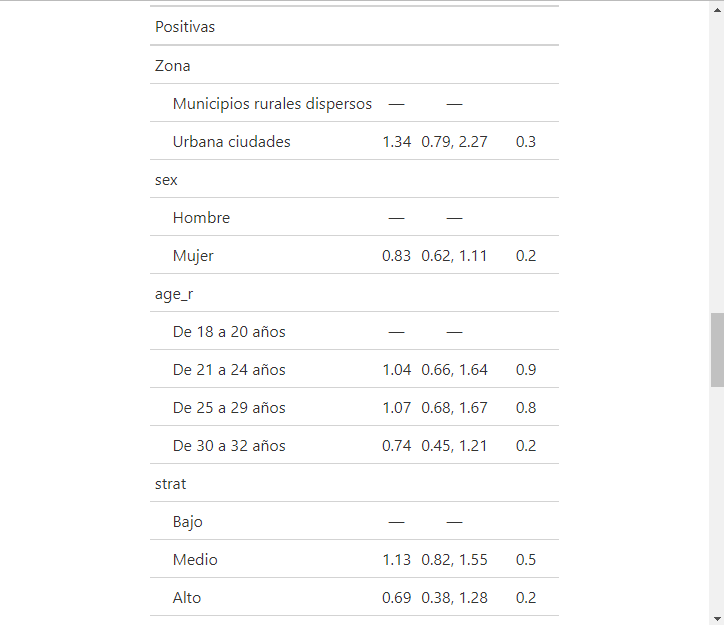 Positivas
Zona
Municipios rurales dispersos — —
Urbana ciudades 1.34 0.79, 2.27 0.3
sex
Hombre — —
Mujer 0.83 0.62, 1.11 0.2
age_r
De 18 a 20 años — —
De 21 a 24 años 1.04 0.66, 1.64 0.9
De 25 a 29 años 1.07 0.68, 1.67 0.8
De 30 a 32 años 0.74 0.45, 1.21 0.2
strat
Bajo — —
Medio 1.13 0.82, 1.55 0.5
Alto 0.69 0.38, 1.28 0.2